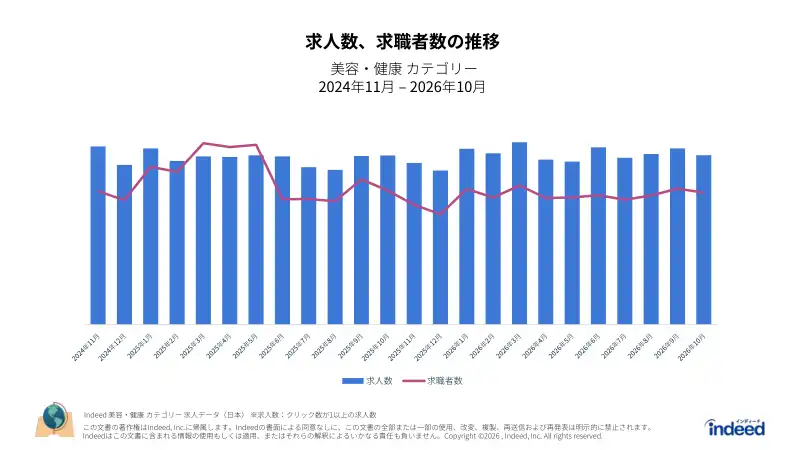 求人数、求職者数の推移
美容・健康 カテゴリー
2024年11月 – 2026年10月
2024年11月
2024年12月
2025年1月
2025年2月
2025年3月
2025年4月
2025年5月
2025年6月
2025年7月
2025年8月
2025年9月
2025年10月
2025年11月
2025年12月
2026年1月
2026年2月
2026年3月
2026年4月
2026年5月
2026年6月
2026年7月
2026年8月
2026年9月
2026年10月
求人数 求職者数
Indeed 美容・健康 カテゴリー 求人データ（日本） ※求人数：クリック数が1以上の求人数
この文書の著作権はIndeed, Inc.に帰属します。Indeedの書面による同意なしに、この文書の全部または一部の使用、改変、複製、再送信および再発表は明示的に禁止されます。
Indeedはこの文書に含まれる情報の使用もしくは適用、またはそれらの解釈によるいかなる責任も負いません。Copyright ©2026 , Indeed, Inc. All rights reserved.
インディード
indeed